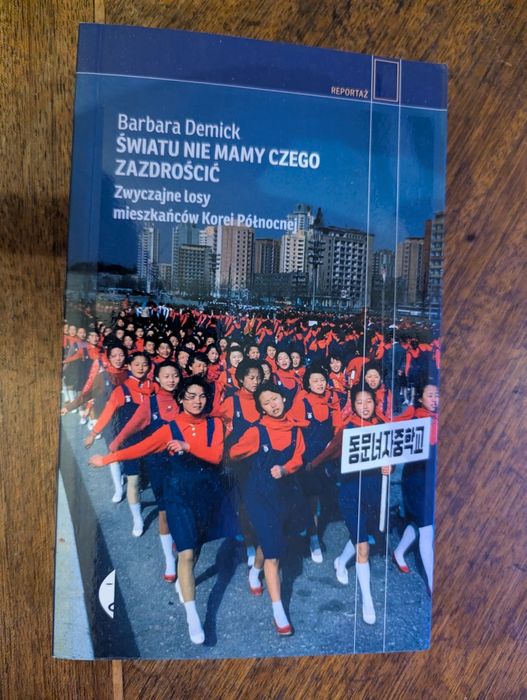 REPORTAŻ
Barbara Demick
ŚWIATU NIE MAMY CZEGO
ZAZDROŚCIĆ
Zwyczajne losy
mieszkańców Korei Północnej
동문녀자중학교